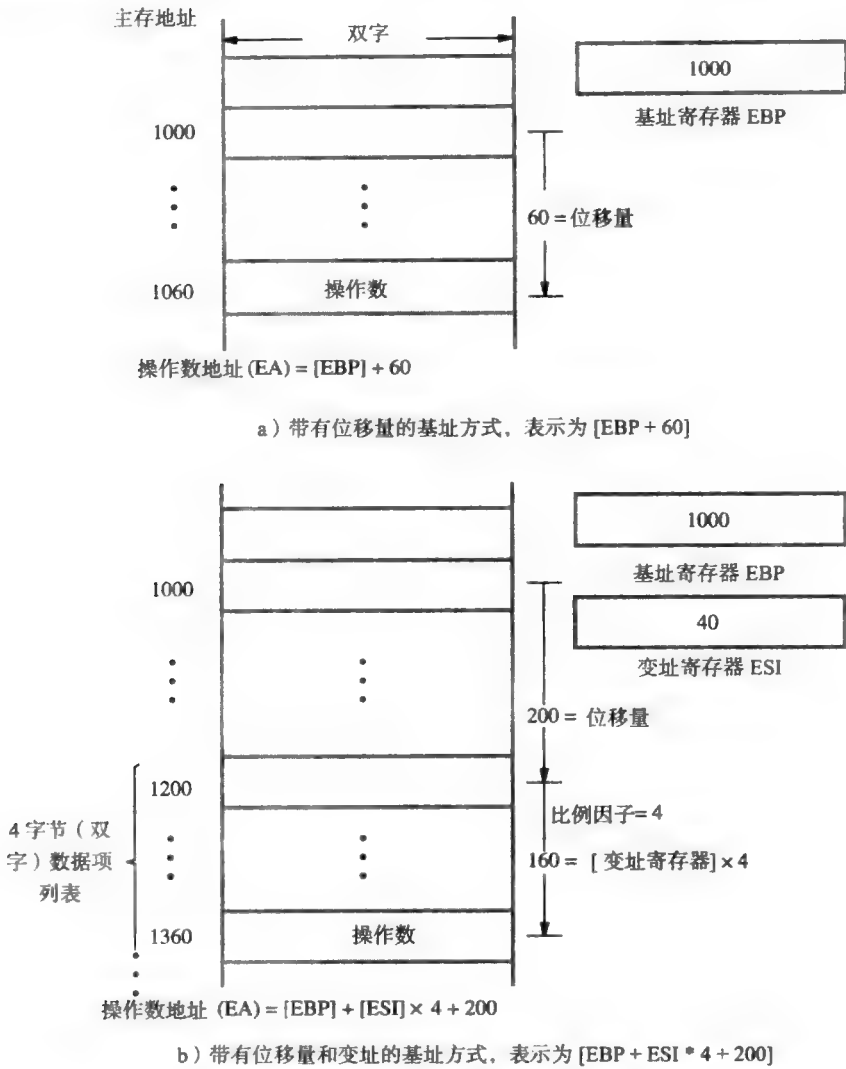 主存地址
双字
1000
基址寄存器 EBP
1000
60 = 位移量
1060
操作数
操作数地址 (EA) = [EBP] + 60
a）带有位移量的基址方式，表示为 [EBP + 60]
1000
基址寄存器 EBP
1000
40
变址寄存器 ESI
200 = 位移量
1200
比例因子= 4
4 字节（双
字）数据项
列表
160 = [ 变址寄存器] × 4
1360
操作数
操作数地址 (EA) = [EBP] + [ESI] × 4 + 200
b）带有位移量和变址的基址方式，表示为 [EBP + ESI * 4 + 200]